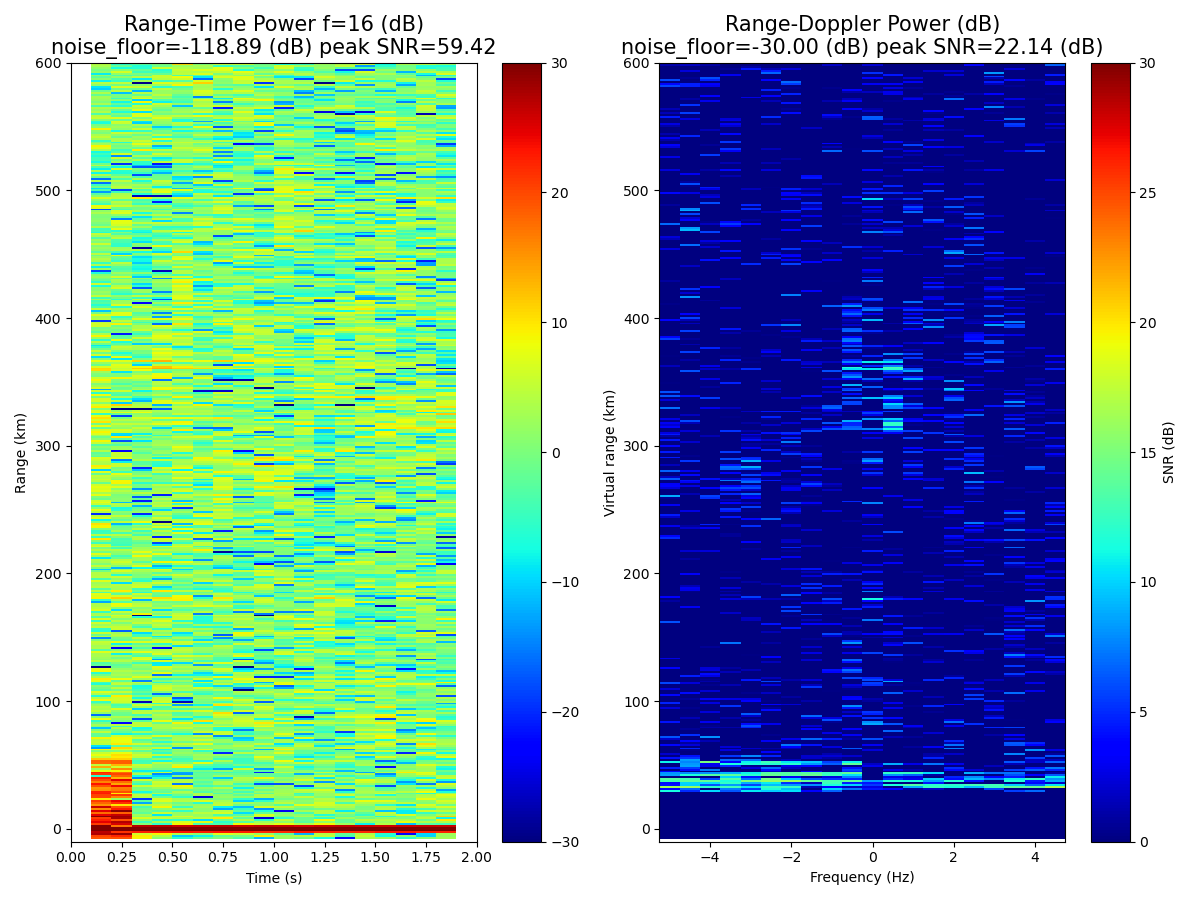 Range-Time Power f=16 (dB)
noise_floor=-118.89 (dB) peak SNR=59.42
600
500
400
300
200
100
0
Range (km)
0.00 0.25 0.50 0.75 1.00 1.25 1.50 1.75 2.00
Time (s)
30
20
10
0
−10
−20
−30
Range-Doppler Power (dB)
noise_floor=-30.00 (dB) peak SNR=22.14 (dB)
600
500
400
300
200
100
0
Virtual range (km)
−4 −2 0 2 4
Frequency (Hz)
30
25
20
15
10
5
0
SNR (dB)